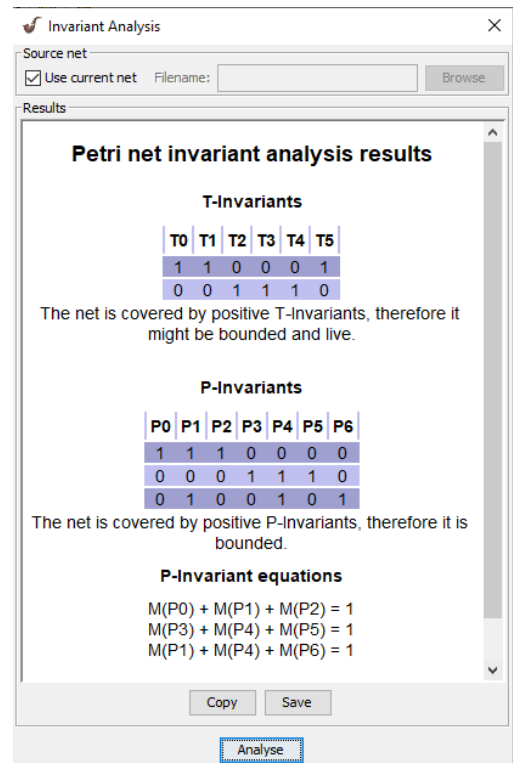 Invariant Analysis
Source net
Use current net Filename: Browse
Results
Petri net invariant analysis results
T-Invariants
T0 T1 T2 T3 T4 T5
1 1 0 0 0 1
0 0 1 1 1 0
The net is covered by positive T-Invariants, therefore it
might be bounded and live.
P-Invariants
P0 P1 P2 P3 P4 P5 P6
1 1 1 0 0 0 0
0 0 0 1 1 1 0
0 1 0 0 1 0 1
The net is covered by positive P-Invariants, therefore it is
bounded.
P-Invariant equations
M(P0) + M(P1) + M(P2) = 1
M(P3) + M(P4) + M(P5) = 1
M(P1) + M(P4) + M(P6) = 1
Copy Save
Analyse